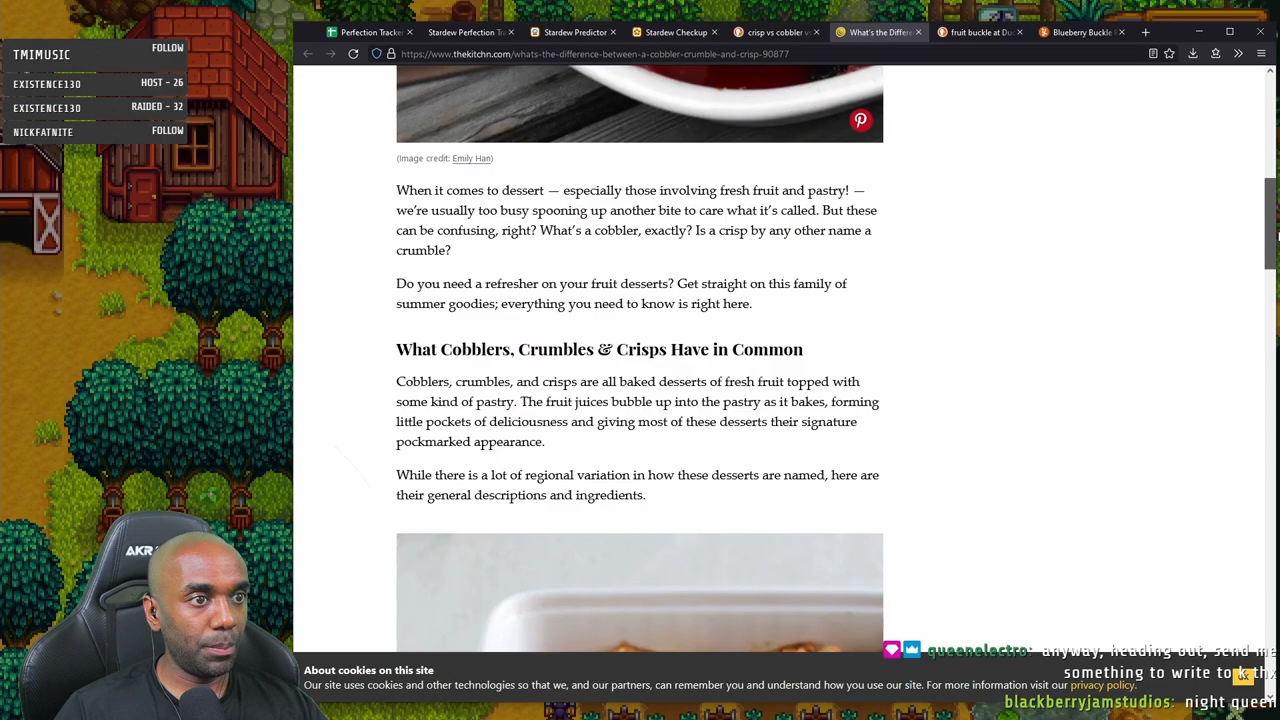 TMIMUSIC FOLLOW
EXISTENCE130 HOST - 26
EXISTENCE130 RAIDED - 32
NICKFATNITE FOLLOW
Perfection Tracker
Stardew Perfection Tra
Stardew Predictor
Stardew Checkup
crisp vs cobbler vs
What's the Differe
fruit buckle at Du
Blueberry Buckle R
https://www.thekitchn.com/whats-the-difference-between-a-cobbler-crumble-and-crisp-90877
(Image credit: Emily Han)
When it comes to dessert — especially those involving fresh fruit and pastry! —
we're usually too busy spooning up another bite to care what it's called. But these
can be confusing, right? What's a cobbler, exactly? Is a crisp by any other name a
crumble?
Do you need a refresher on your fruit desserts? Get straight on this family of
summer goodies; everything you need to know is right here.
What Cobblers, Crumbles & Crisps Have in Common
Cobblers, crumbles, and crisps are all baked desserts of fresh fruit topped with
some kind of pastry. The fruit juices bubble up into the pastry as it bakes, forming
little pockets of deliciousness and giving most of these desserts their signature
pockmarked appearance.
While there is a lot of regional variation in how these desserts are named, here are
their general descriptions and ingredients.
AKR
About cookies on this site
Our site uses cookies and other technologies so that we, and our partners, can remember you and understand how you use our site. For more information visit our privacy policy.
queenelectro: anyway, heading out, send me
something to write to
blackberryjamstudios: night queen